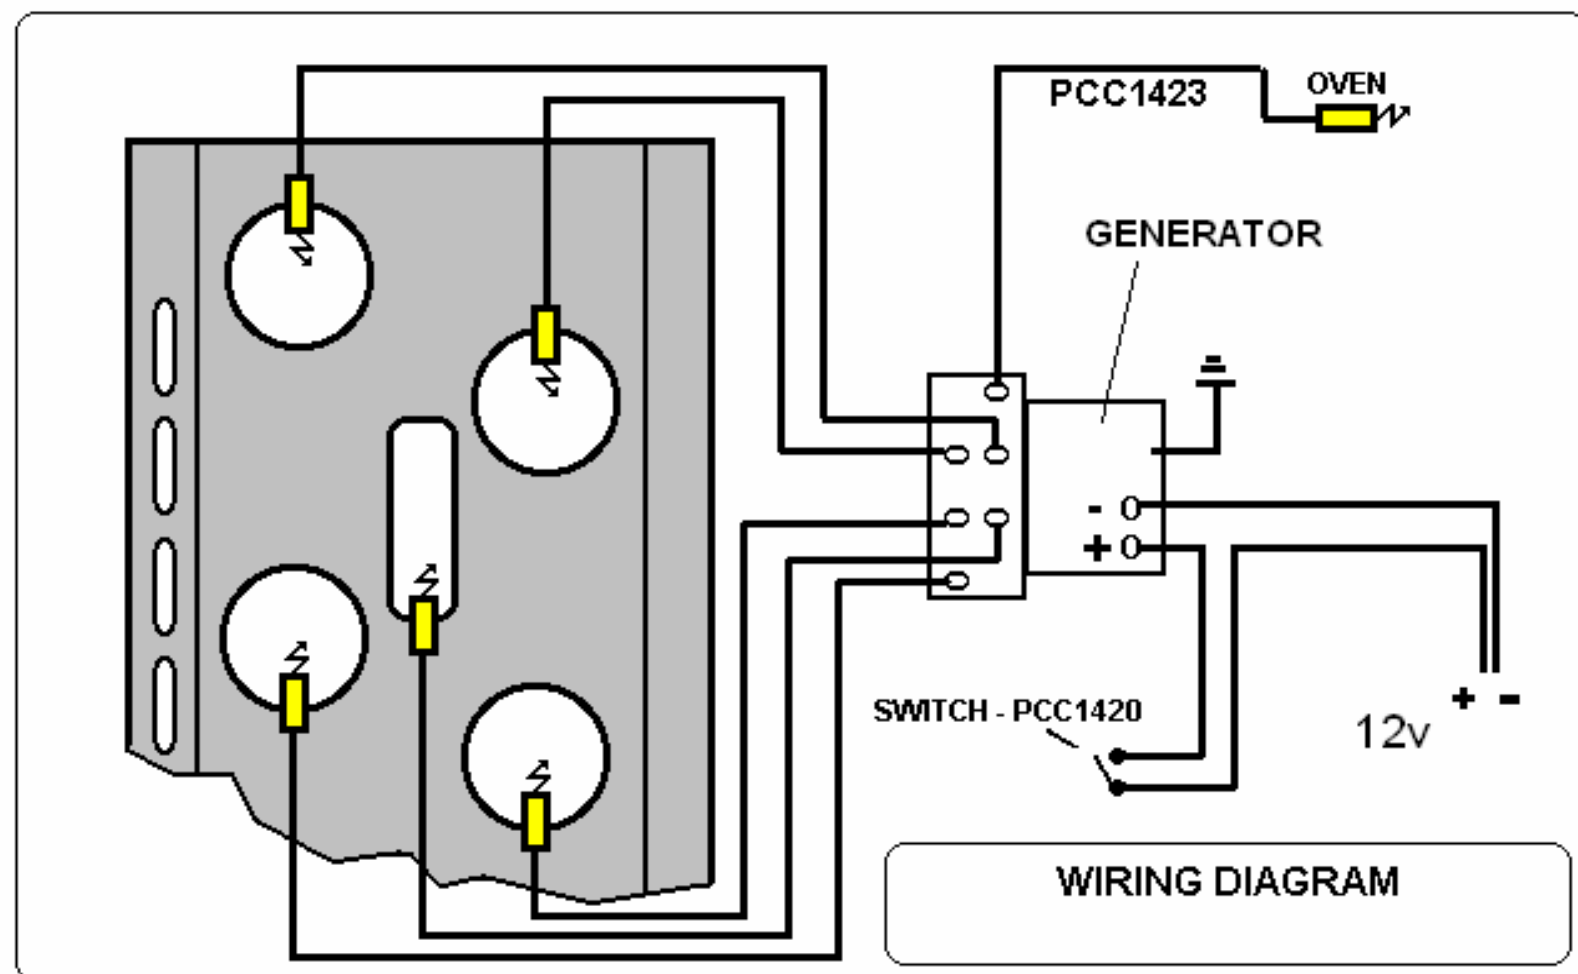 OVEN
PCC1423
GENERATOR
-
+
SWITCH - PCC1420
+ -
12v
WIRING DIAGRAM